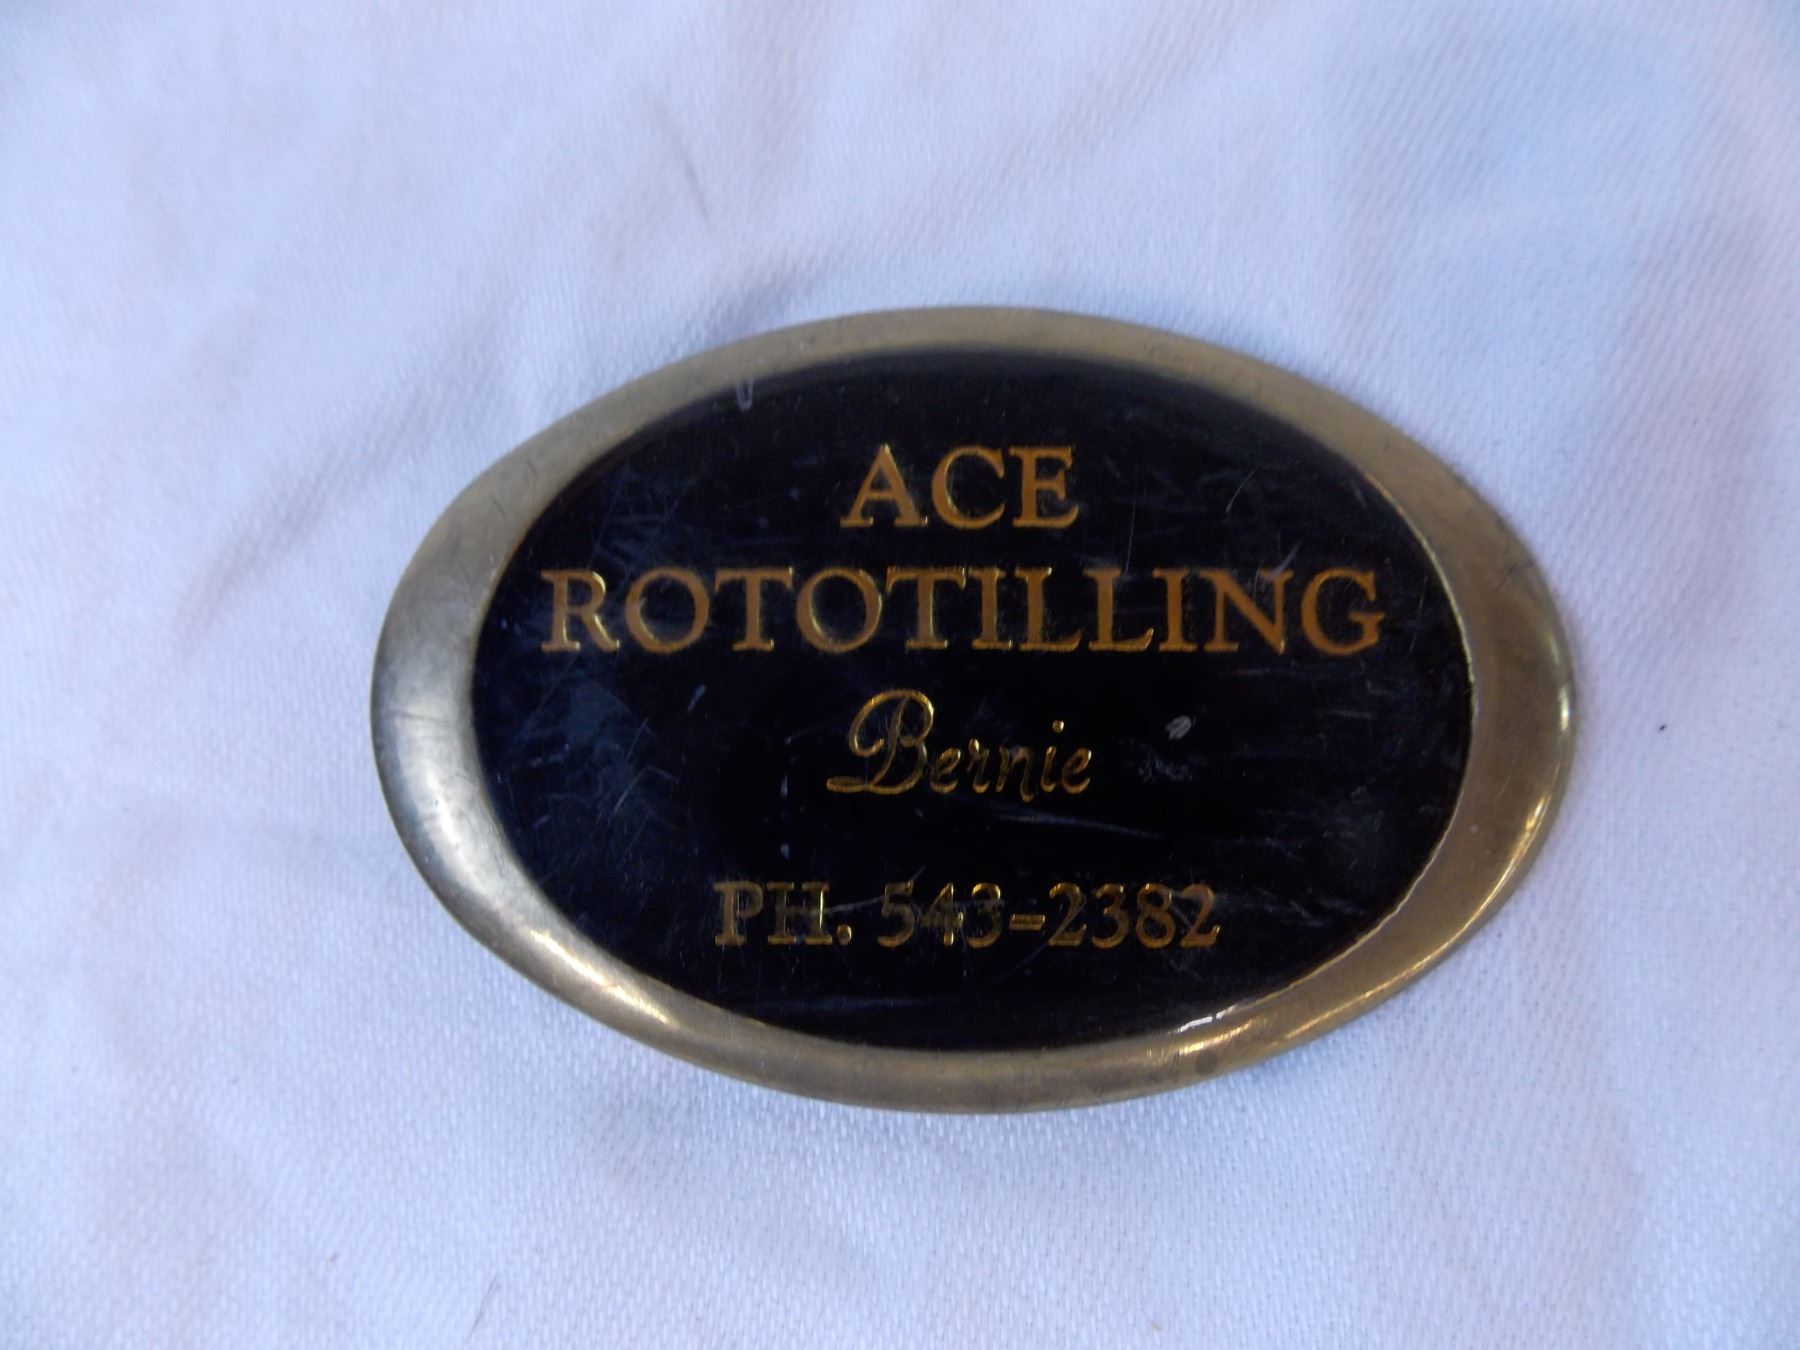 ACE
ROTOTILLING
Bernie
PH. 543-2382